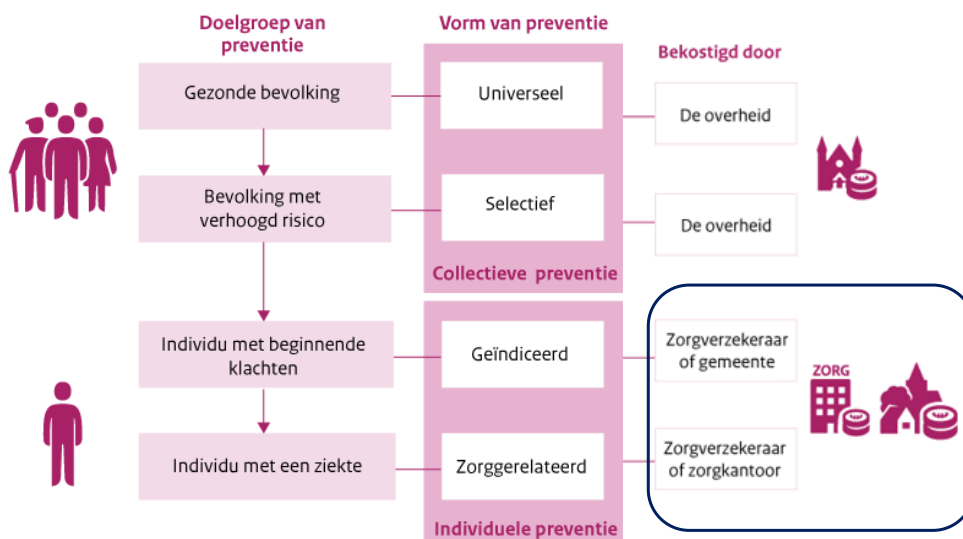 Doelgroep van
preventie
Vorm van preventie
Bekostigd door
Gezonde bevolking
Universeel
De overheid
Bevolking met
verhoogd risico
Selectief
De overheid
Collectieve preventie
Individu met beginnende
klachten
Geïndiceerd
Zorgverzekeraar
of gemeente
ZORG
Individu met een ziekte
Zorggerelateerd
Zorgverzekeraar
of zorgkantoor
Individuele preventie